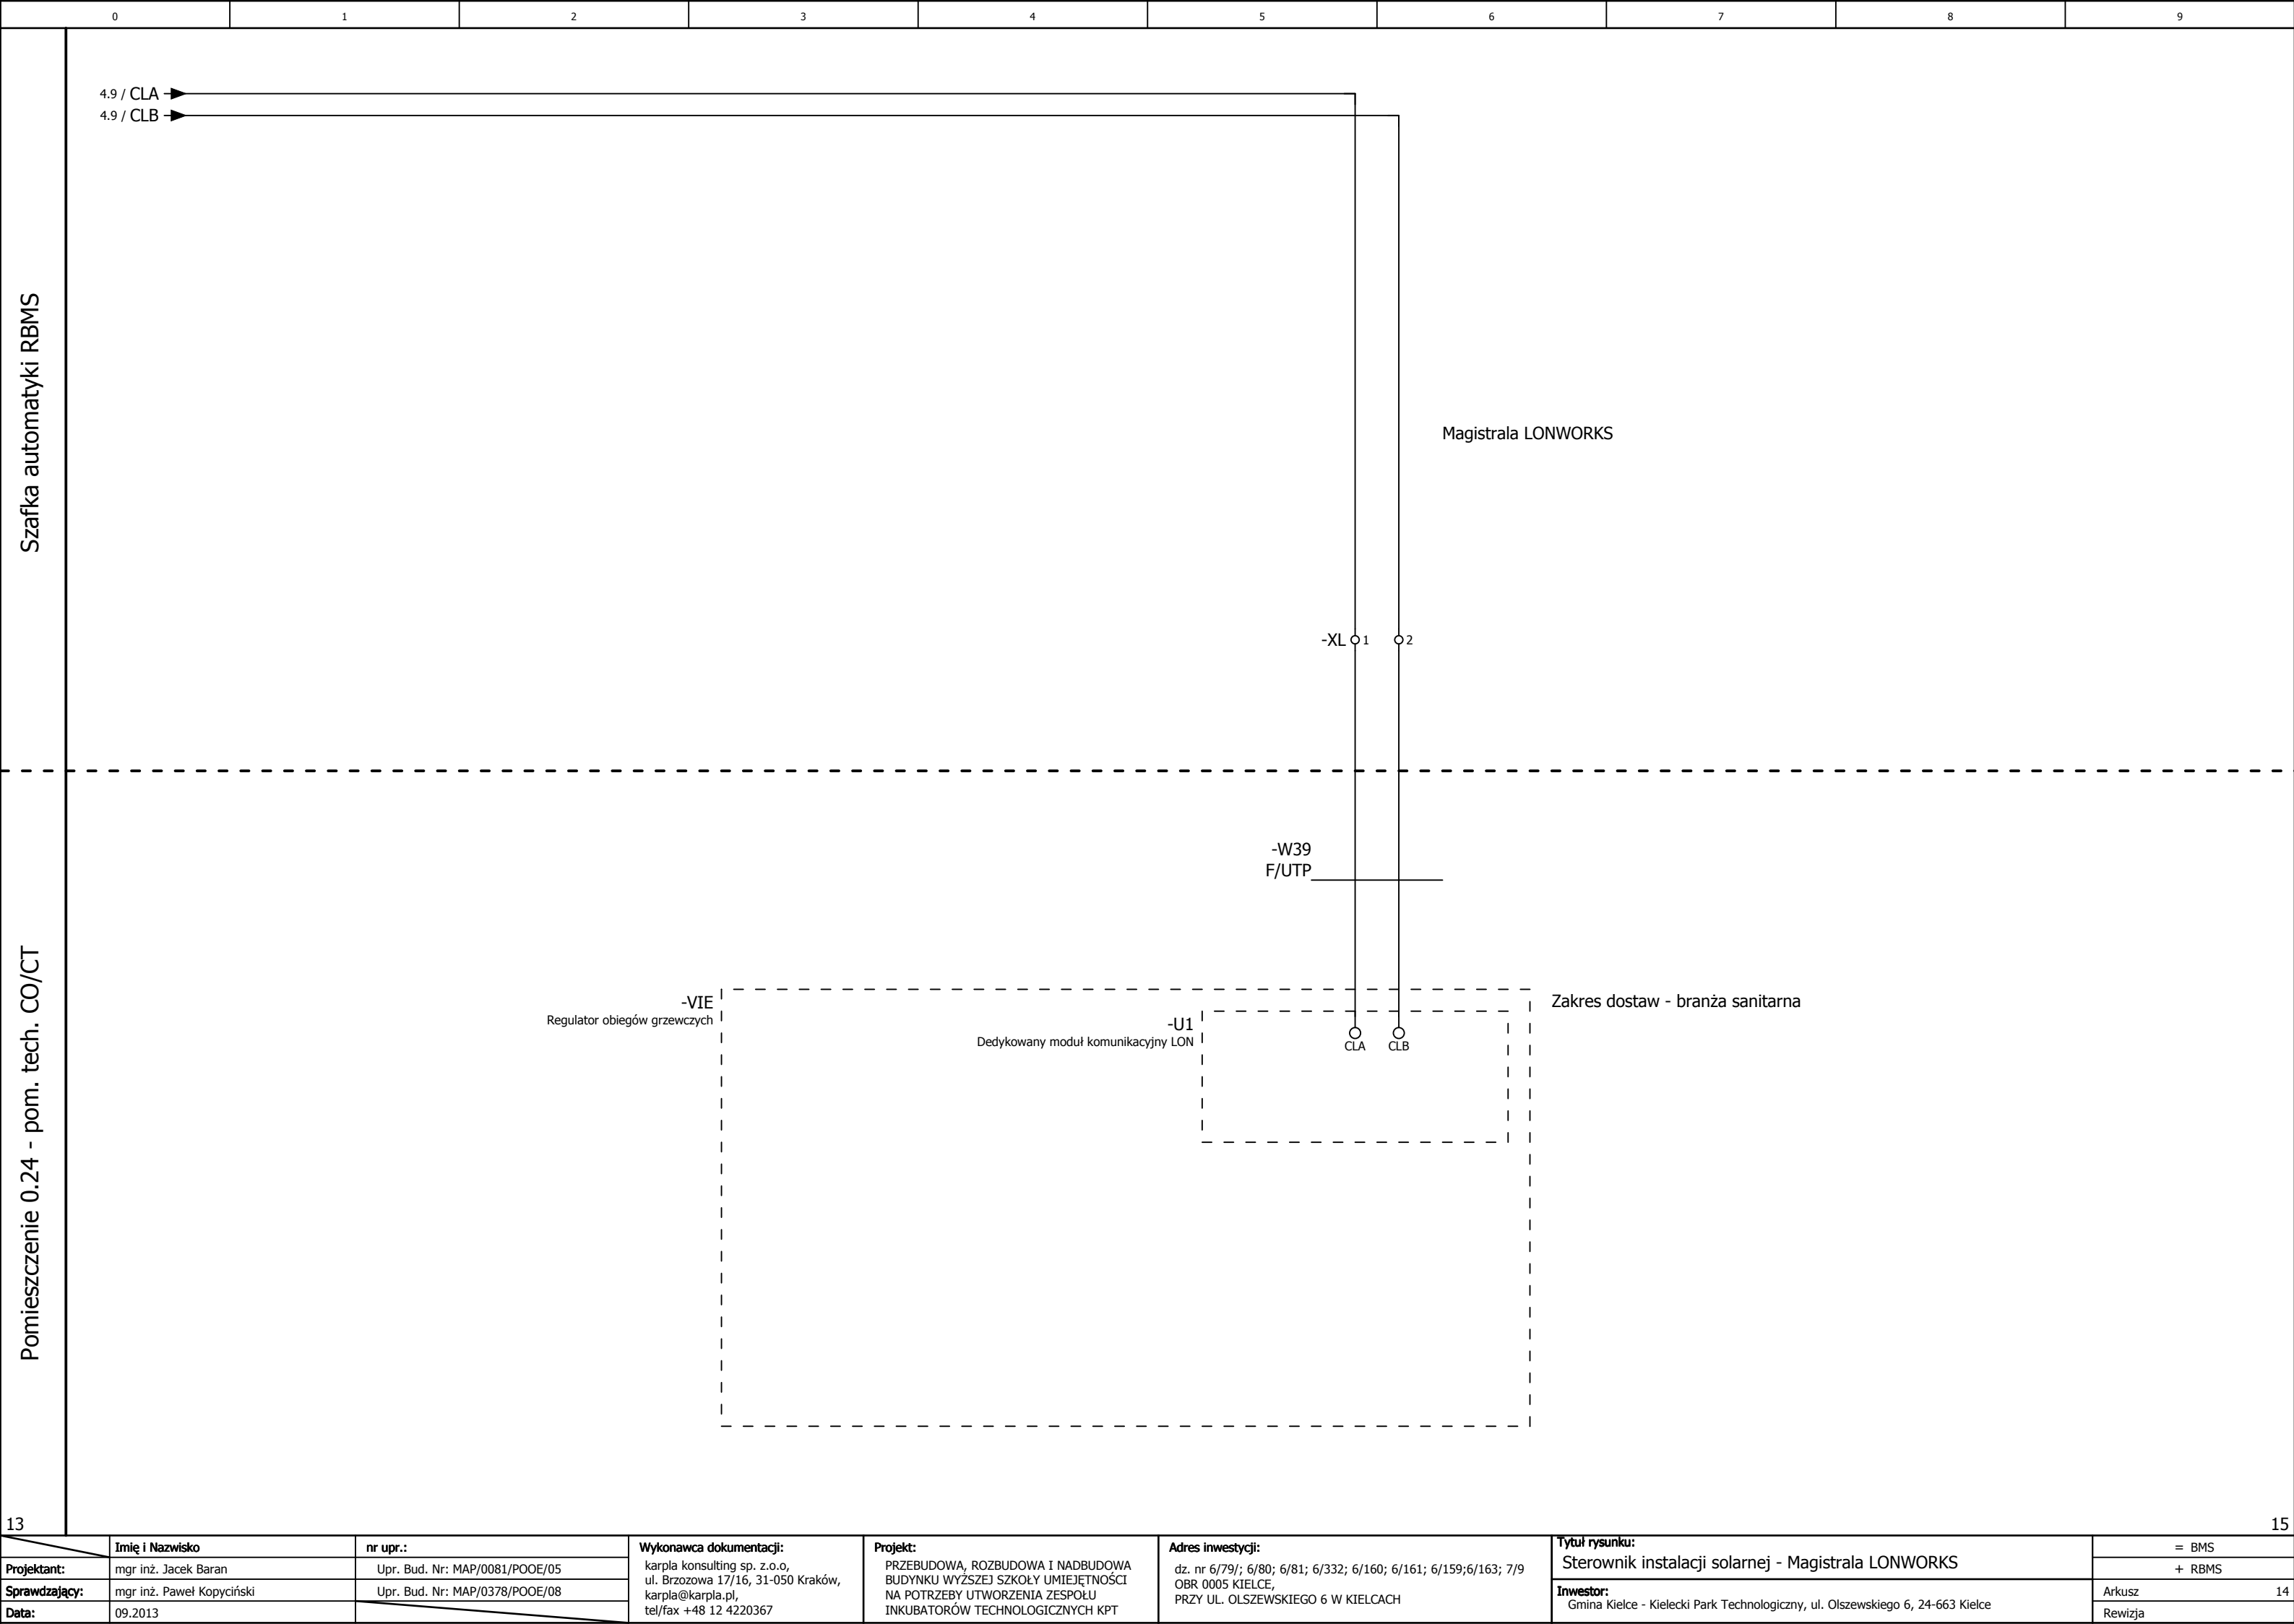 0 1 2 3 4 5 6 7 8 9
4.9 / CLA
4.9 / CLB
Szafka automatyki RBMS
Magistrala LONWORKS
-XL 1 2
-W39
F/UTP
Pomieszczenie 0.24 - pom. tech. CO/CT
-VIE
Regulator obiegów grzewczych
Zakres dostaw - branża sanitarna
-U1
Dedykowany moduł komunikacyjny LON
CLA CLB
13
15
Imię i Nazwisko
nr upr.:
Projektant:
mgr inż. Jacek Baran
Upr. Bud. Nr: MAP/0081/POOE/05
Sprawdzający:
mgr inż. Paweł Kopyciński
Upr. Bud. Nr: MAP/0378/POOE/08
Data:
09.2013
Wykonawca dokumentacji:
karpla konsulting sp. z.o.o,
ul. Brzozowa 17/16, 31-050 Kraków,
karpla@karpla.pl,
tel/fax +48 12 4220367
Projekt:
PRZEBUDOWA, ROZBUDOWA I NADBUDOWA
BUDYNKU WYŻSZEJ SZKOŁY UMIEJĘTNOŚCI
NA POTRZEBY UTWORZENIA ZESPOŁU
INKUBATORÓW TECHNOLOGICZNYCH KPT
Adres inwestycji:
dz. nr 6/79/; 6/80; 6/81; 6/332; 6/160; 6/161; 6/159;6/163; 7/9
OBR 0005 KIELCE,
PRZY UL. OLSZEWSKIEGO 6 W KIELCACH
Tytuł rysunku:
Sterownik instalacji solarnej - Magistrala LONWORKS
Inwestor:
Gmina Kielce - Kielecki Park Technologiczny, ul. Olszewskiego 6, 24-663 Kielce
= BMS
+ RBMS
Arkusz 14
Rewizja